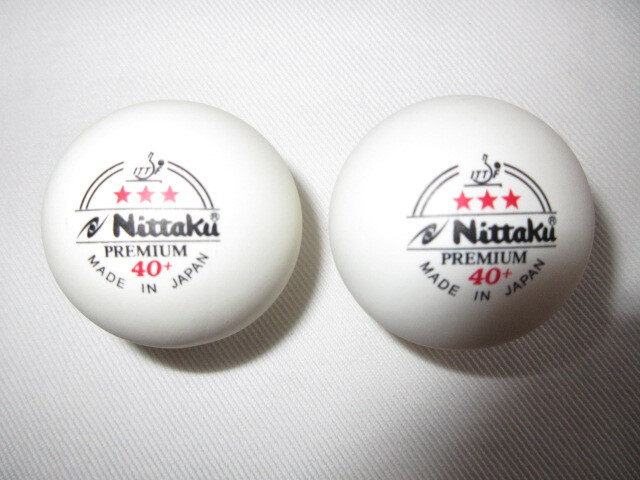 ITTF
★★★
Nittaku®
PREMIUM
40+
MADE IN JAPAN
ITTF
★★★
Nittaku®
PREMIUM
40+
MADE IN JAPAN